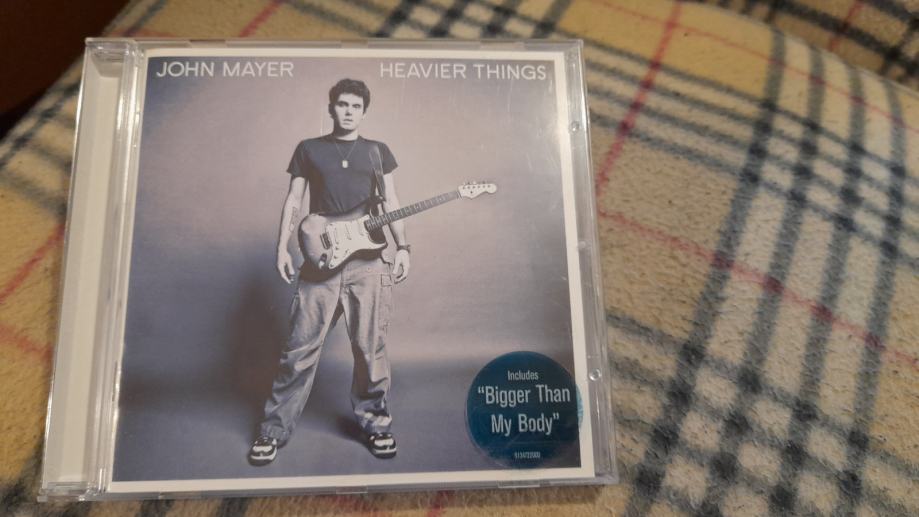 JOHN MAYER
HEAVIER THINGS
Includes
"Bigger Than
My Body"